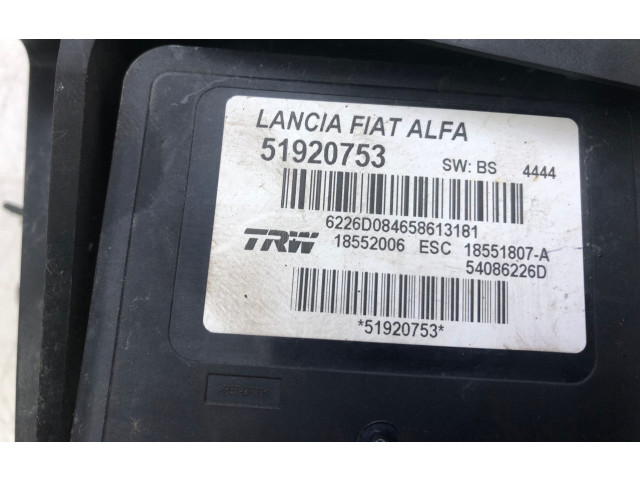 LANCIA FIAT ALFA
51920753 SW: BS 4444
6226D084658613181
TRW 18552006 ESC 18551807-A
54086226D
*51920753*